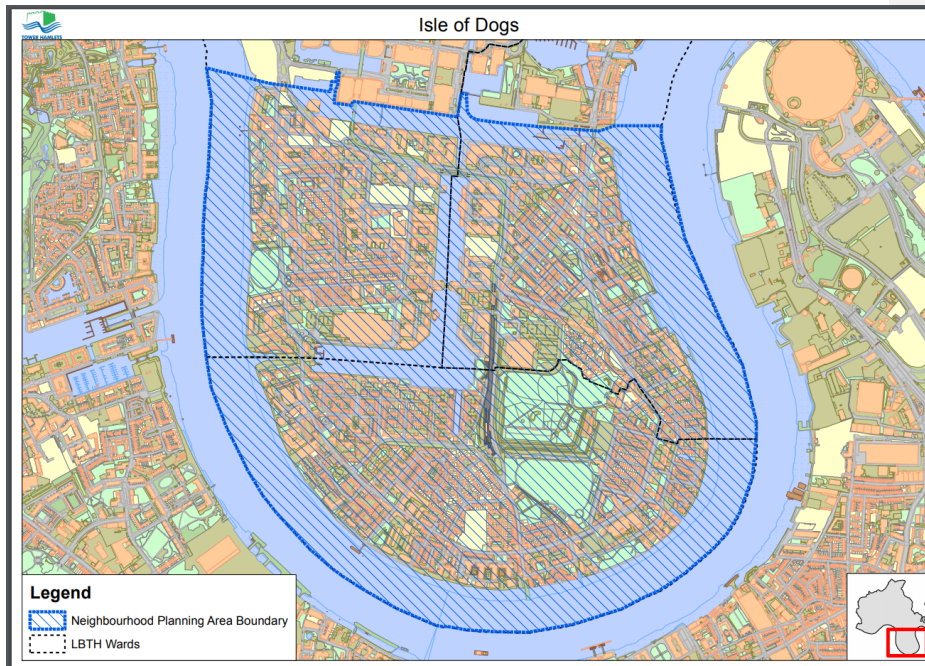 TOWER HAMLETS
Isle of Dogs
Legend
Neighbourhood Planning Area Boundary
LBTH Wards